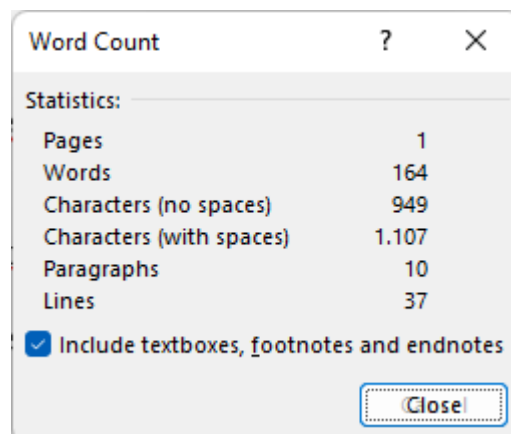 Word Count ? ×
Statistics:
Pages 1
Words 164
Characters (no spaces) 949
Characters (with spaces) 1.107
Paragraphs 10
Lines 37
Include textboxes, footnotes and endnotes
Close